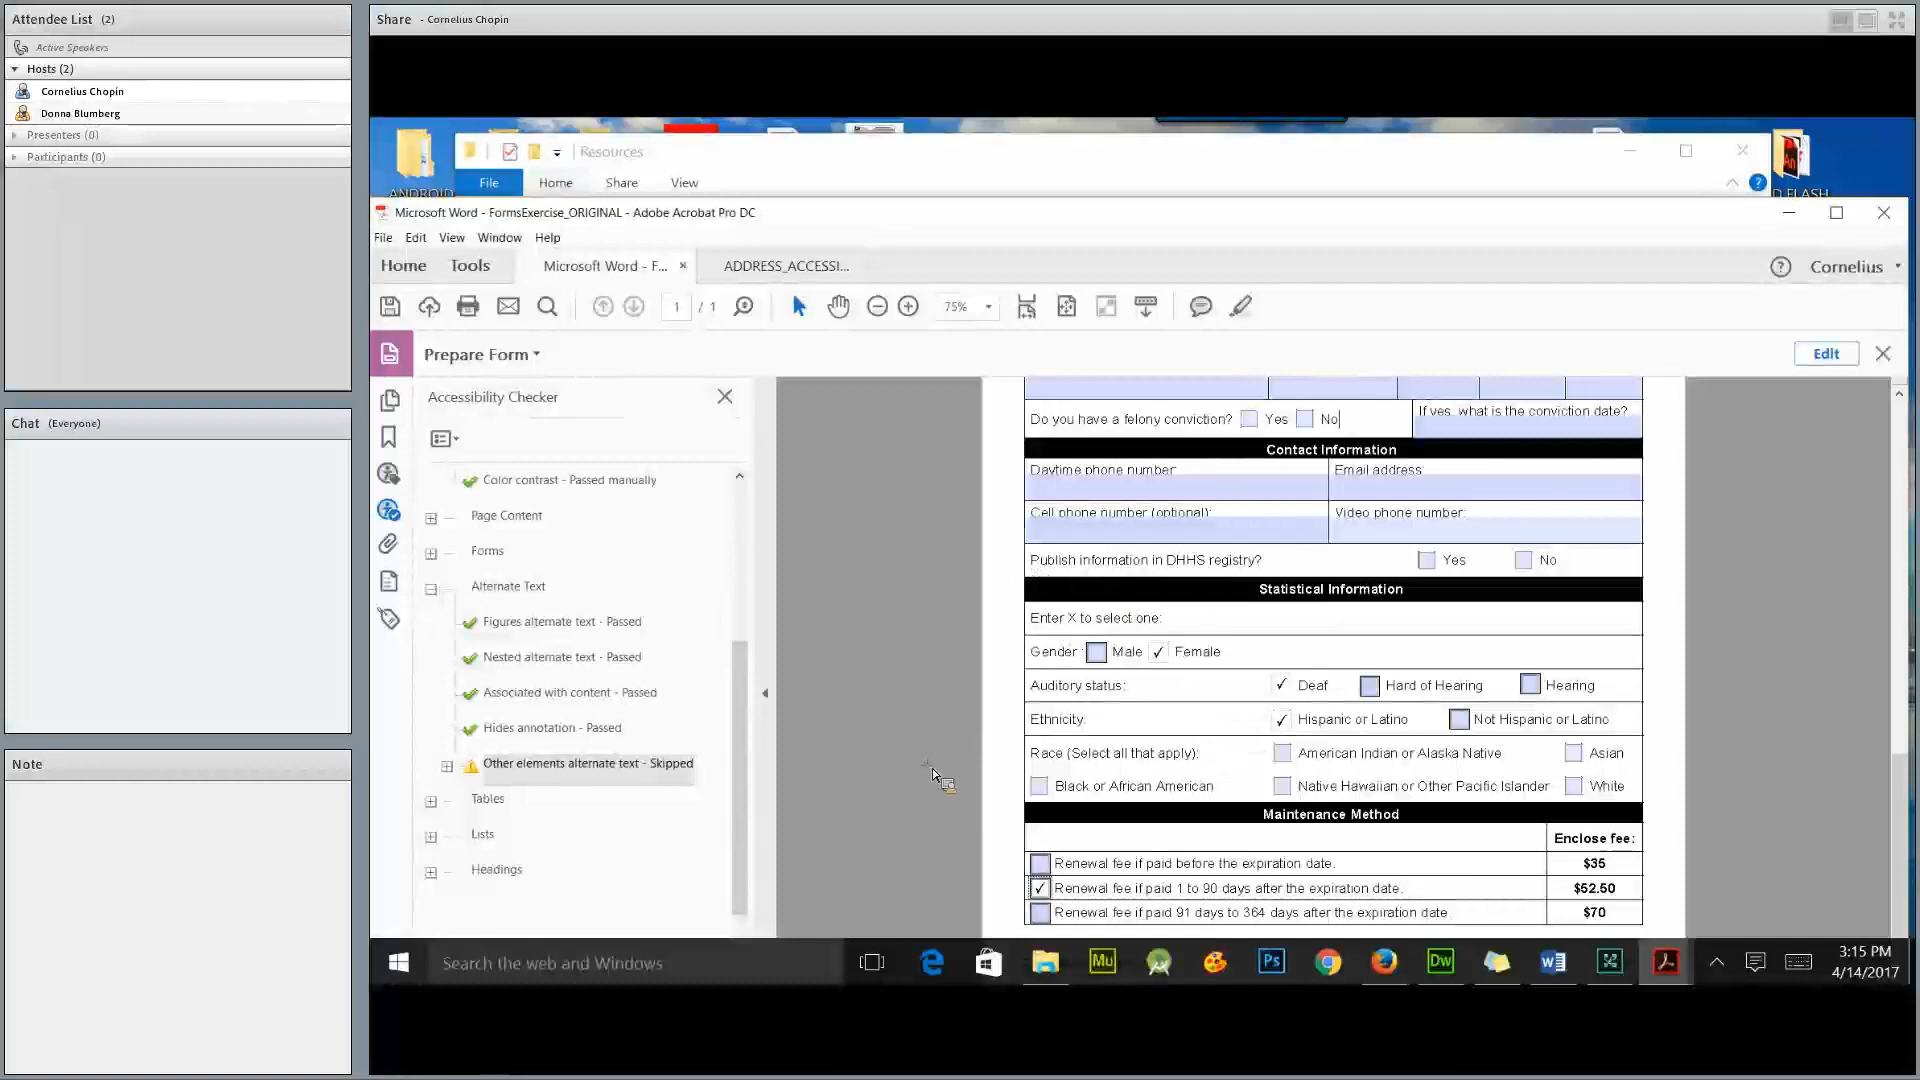 Attendee List (2)
Active Speakers
Hosts (2)
Cornelius Chopin
Donna Blumberg
Presenters (0)
Participants (0)
Chat (Everyone)
Note
Share - Cornelius Chopin
ANDROID
Resources
File Home Share View
D FLASH
Microsoft Word - FormsExercise_ORIGINAL - Adobe Acrobat Pro DC
File Edit View Window Help
Home Tools Microsoft Word - F... × ADDRESS_ACCESSI... Cornelius
1 / 1 75%
Prepare Form Edit
Accessibility Checker
Color contrast - Passed manually
Page Content
Forms
Alternate Text
Figures alternate text - Passed
Nested alternate text - Passed
Associated with content - Passed
Hides annotation - Passed
Other elements alternate text - Skipped
Tables
Lists
Headings
Do you have a felony conviction? Yes No If yes, what is the conviction date?
Contact Information
Daytime phone number: Email address:
Cell phone number (optional): Video phone number:
Publish information in DHHS registry? Yes No
Statistical Information
Enter X to select one:
Gender: Male ✓ Female
Auditory status: ✓ Deaf Hard of Hearing Hearing
Ethnicity: ✓ Hispanic or Latino Not Hispanic or Latino
Race (Select all that apply): American Indian or Alaska Native Asian
Black or African American Native Hawaiian or Other Pacific Islander White
Maintenance Method
Enclose fee:
Renewal fee if paid before the expiration date. $35
✓ Renewal fee if paid 1 to 90 days after the expiration date. $52.50
Renewal fee if paid 91 days to 364 days after the expiration date. $70
Search the web and Windows
Mu
Ps
Dw
3:15 PM
4/14/2017